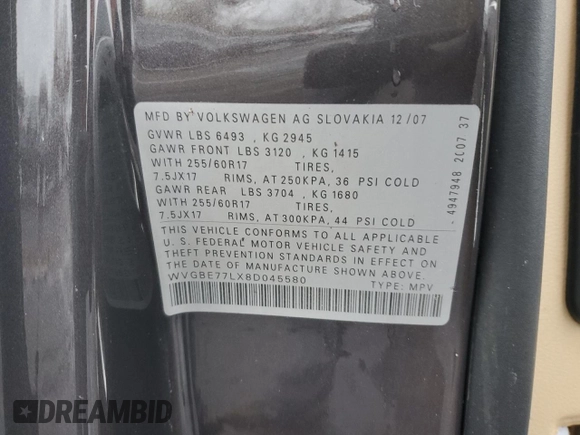 MFD BY VOLKSWAGEN AG SLOVAKIA 12/07
GVWR LBS 6493 , KG 2945
GAWR FRONT LBS 3120 , KG 1415
WITH 255/60R17 TIRES,
7.5JX17 RIMS, AT 250KPA, 36 PSI COLD
GAWR REAR LBS 3704 , KG 1680
WITH 255/60R17 TIRES,
7.5JX17 RIMS, AT 300KPA, 44 PSI COLD
THIS VEHICLE CONFORMS TO ALL APPLICABLE
U. S. FEDERAL MOTOR VEHICLE SAFETY AND
THEFT PREVENTION STANDARDS IN EFFECT ON
THE DATE OF MANUFACTURE SHOWN ABOVE.
WVGBE77LX8D045580 TYPE: MPV
4947948 2007 37
DREAMBID